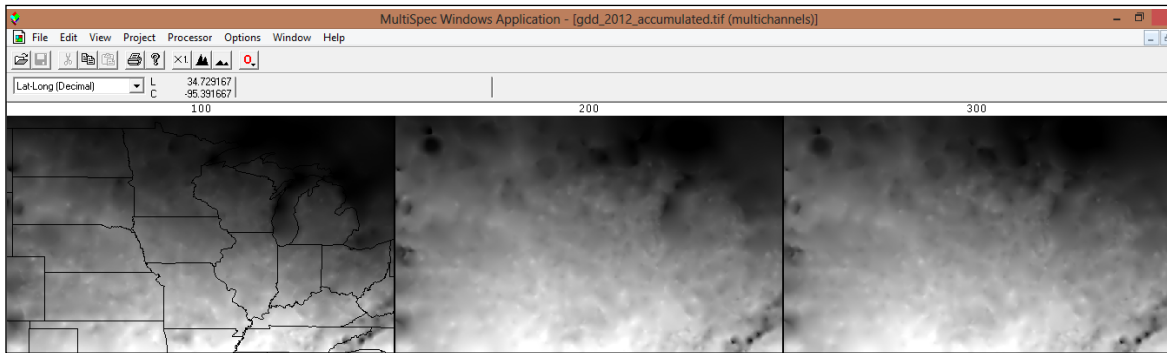 MultiSpec Windows Application - [gdd_2012_accumulated.tif (multichannels)]
File Edit View Project Processor Options Window Help
×1. O.
Lat-Long (Decimal) L 34.729167
C -95.391667
100 200 300